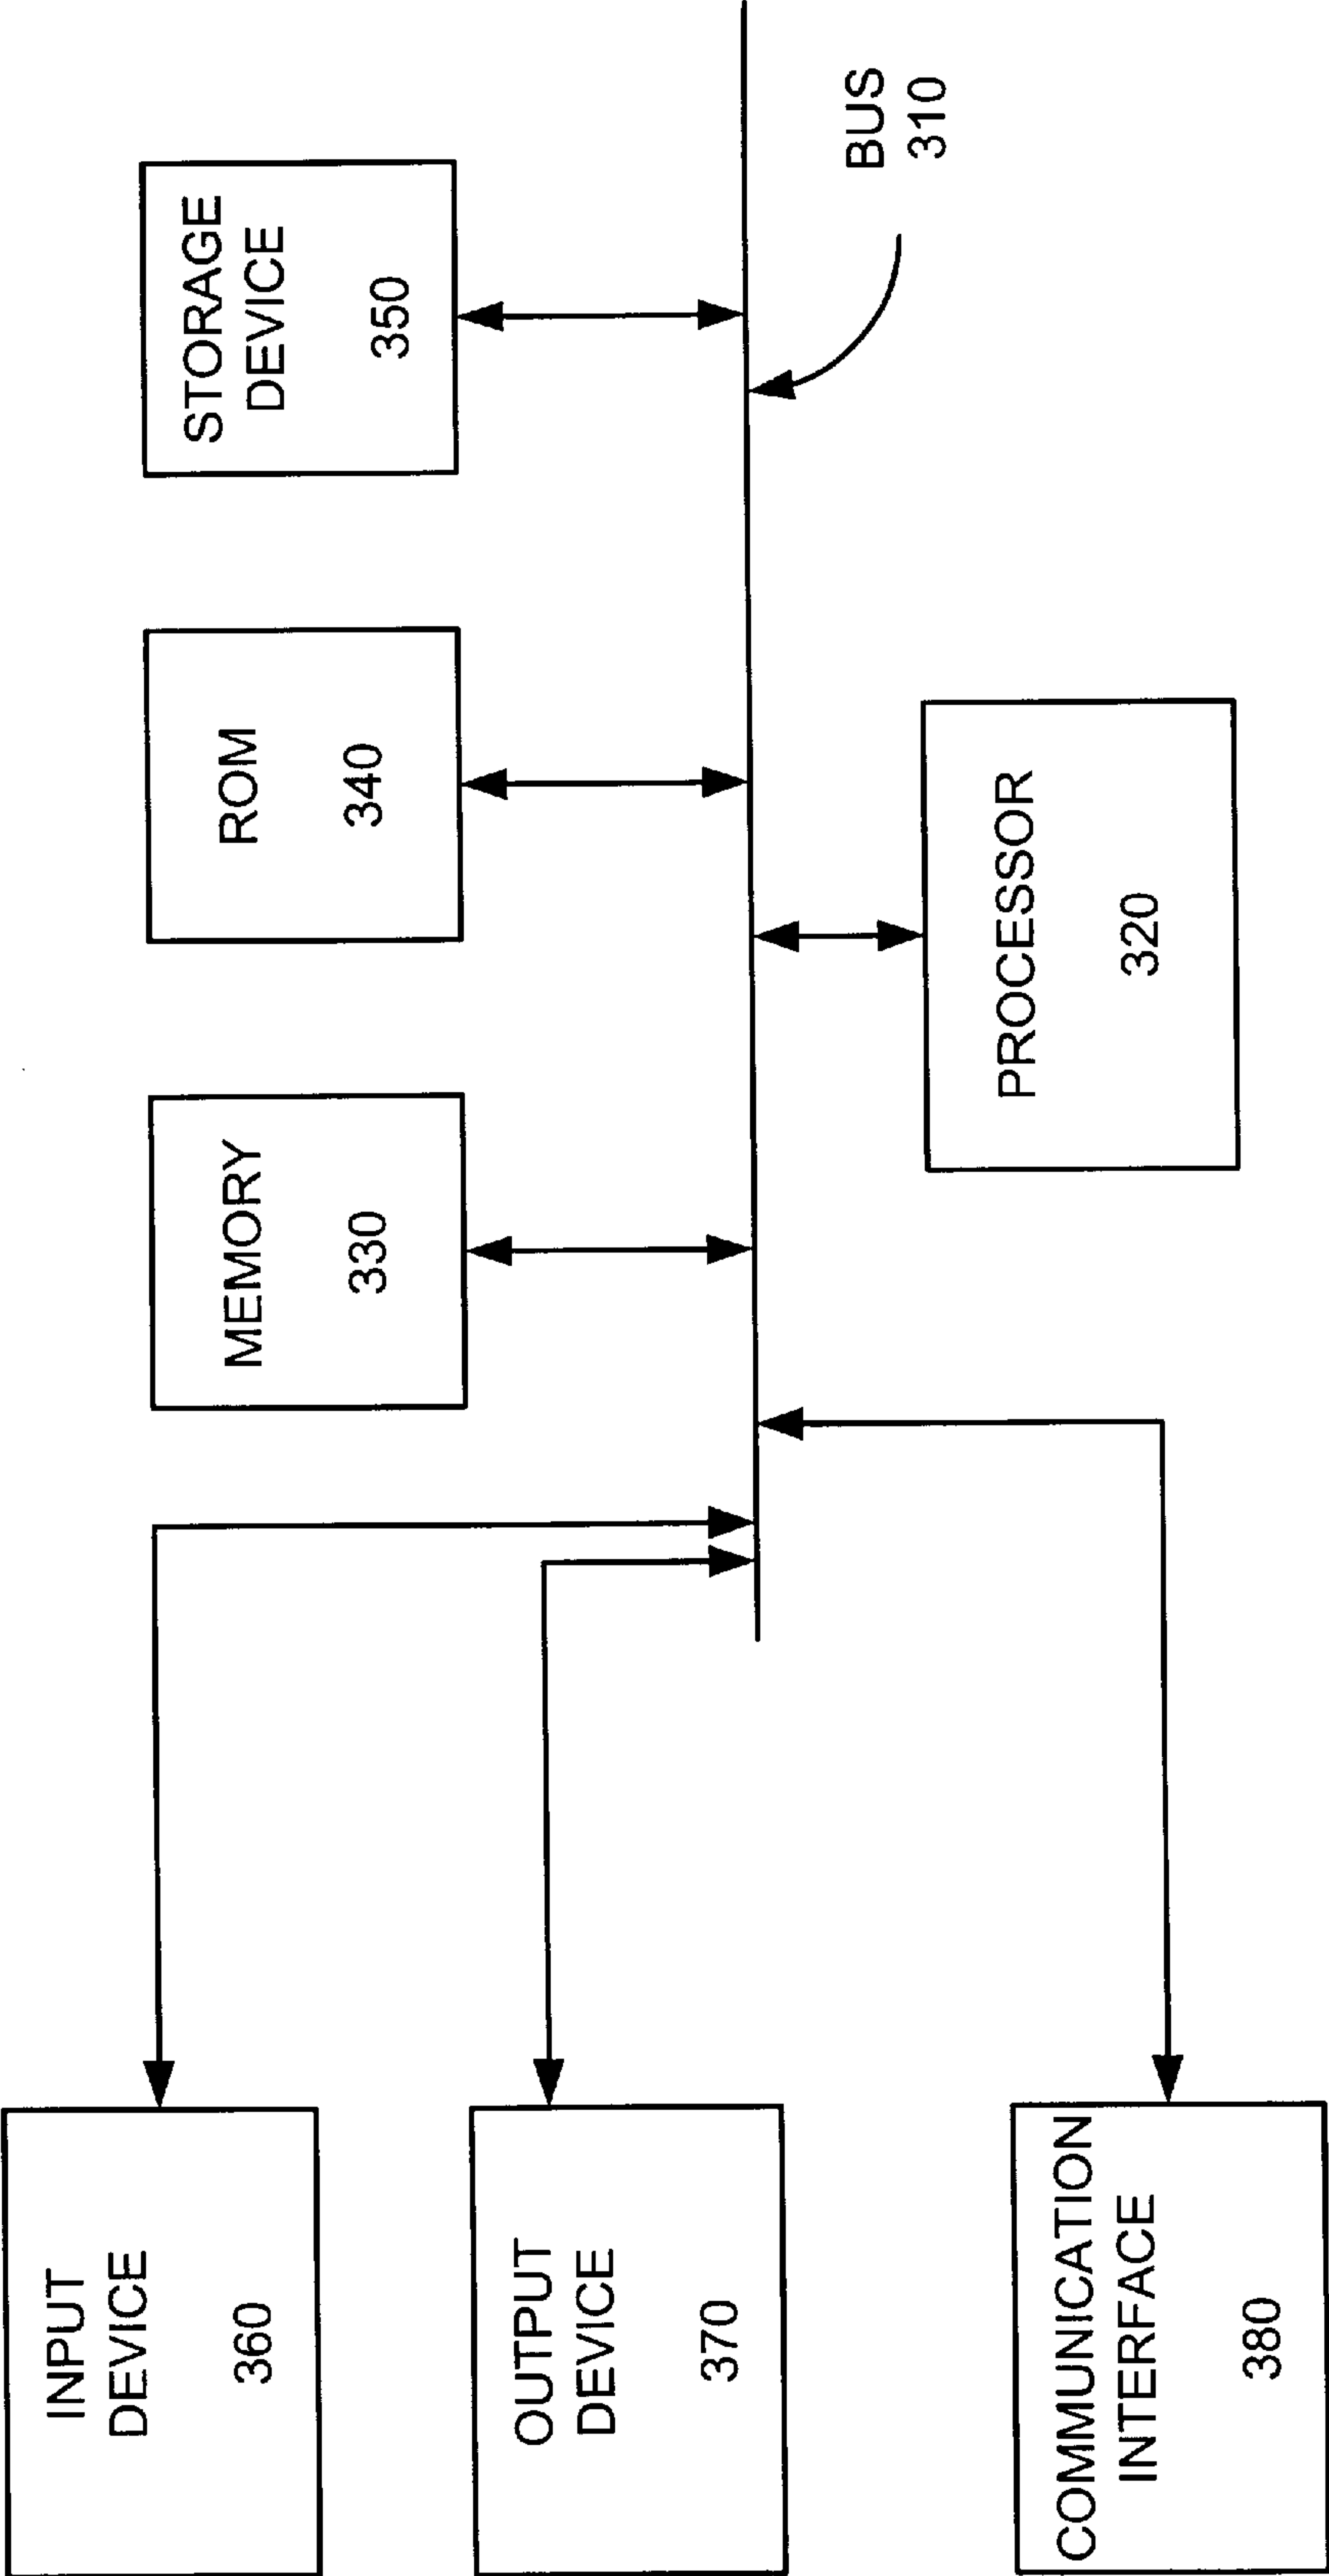 INPUT
DEVICE
360
OUTPUT
DEVICE
370
COMMUNICATION
INTERFACE
380
MEMORY
330
ROM
340
STORAGE
DEVICE
350
PROCESSOR
320
BUS
310